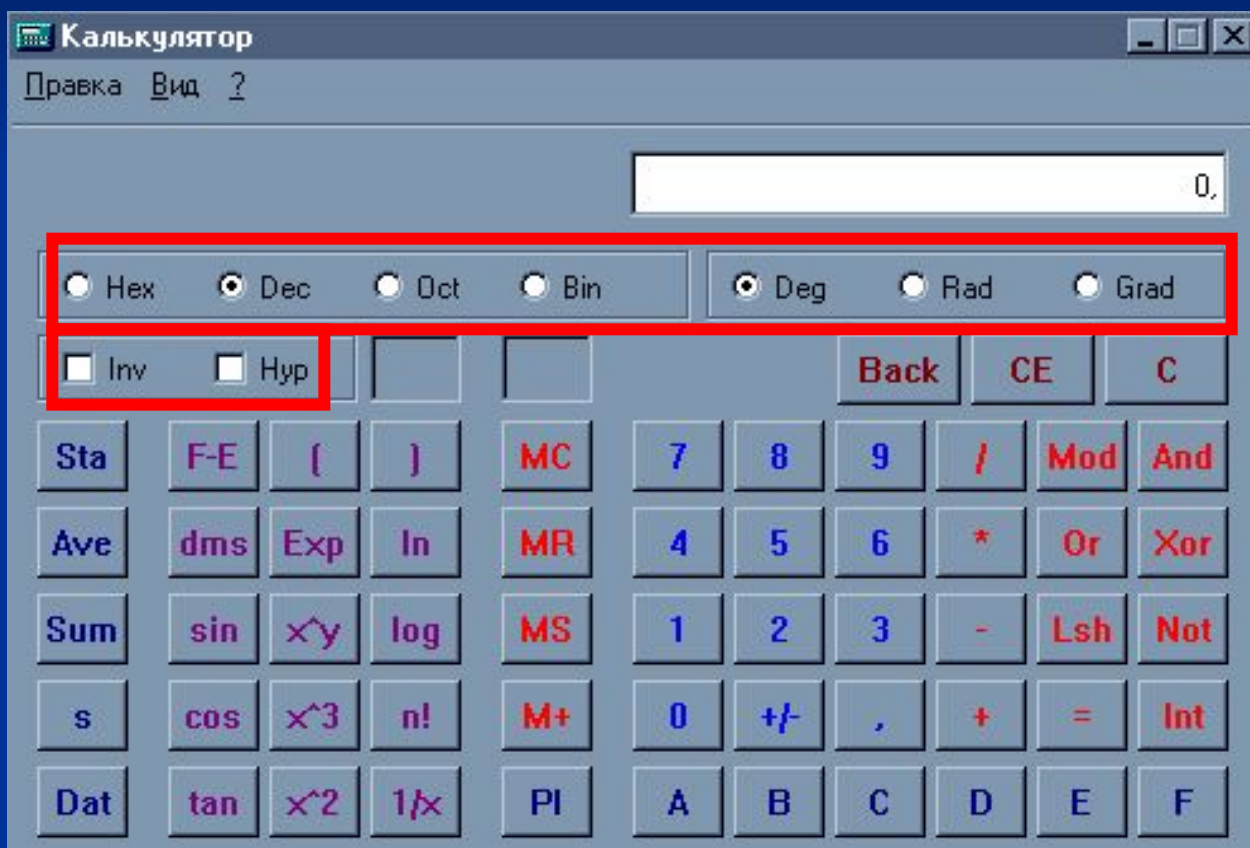 Калькулятор
Правка Вид ?
0,
Hex Dec Oct Bin Deg Rad Grad
Inv Hyp Back CE C
Sta F-E ( ) MC 7 8 9 / Mod And
Ave dms Exp ln MR 4 5 6 * Or Xor
Sum sin x^y log MS 1 2 3 - Lsh Not
s cos x^3 n! M+ 0 +/- , + = Int
Dat tan x^2 1/x PI A B C D E F